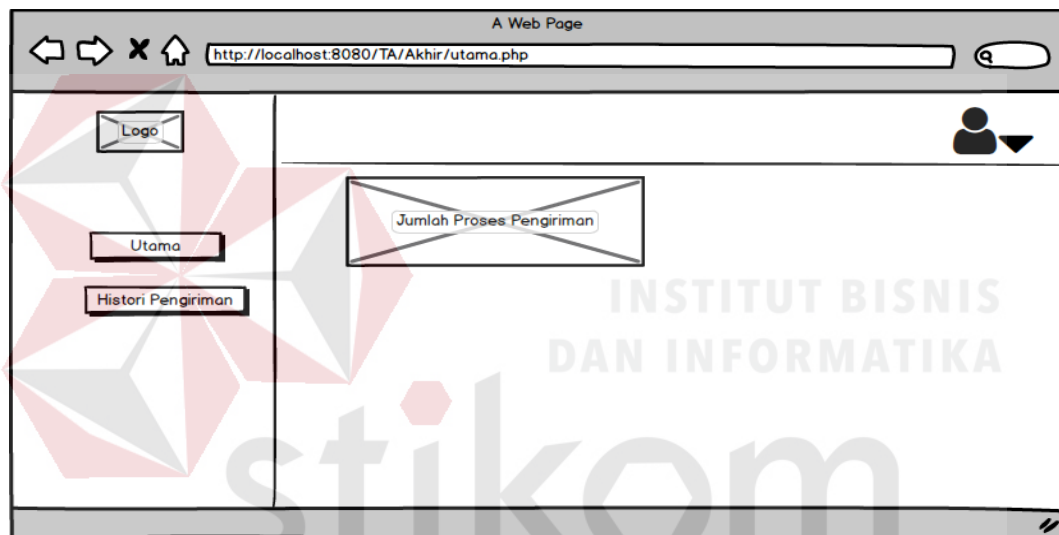 A Web Page
http://localhost:8080/TA/Akhir/utama.php
Logo
Jumlah Proses Pengiriman
Utama
Histori Pengiriman
INSTITUT BISNIS
DAN INFORMATIKA
stikom